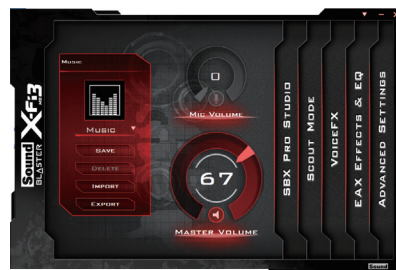 Sound
BLASTER
X-Fi3
Music
Music
Save
Delete
Import
Export
0
Mic Volume
67
Master Volume
SBX Pro Studio
Scout Mode
VoiceFX
EAX Effects & EQ
Advanced Settings
Sound